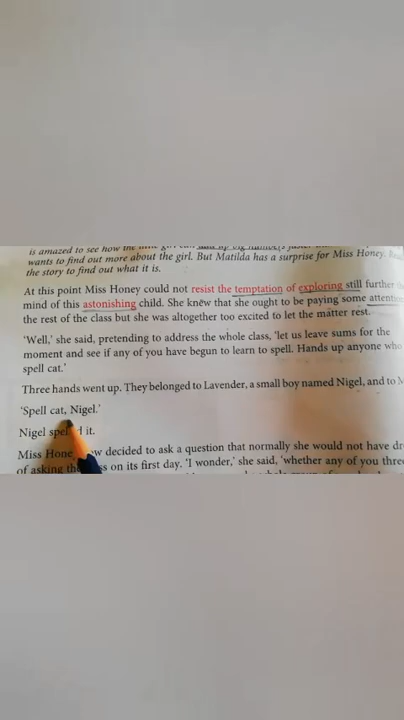 is amazed to see how the
wants to find out more about the girl. But Matilda has a surprise for Miss Honey.
the story to find out what it is.
At this point Miss Honey could not resist the temptation of exploring still further
mind of this astonishing child. She knew that she ought to be paying some
the rest of the class but she was altogether too excited to let the matter rest.
‘Well,’ she said, pretending to address the whole class, ‘let us leave sums for the
moment and see if any of you have begun to learn to spell. Hands up anyone who
spell cat.’
Three hands went up. They belonged to Lavender, a small boy named Nigel, and to
‘Spell cat, Nigel.’
Nigel it.
Miss decided to ask a question that normally she would not have
of asking on its first day. ‘I wonder,’ she said, ‘whether any of you